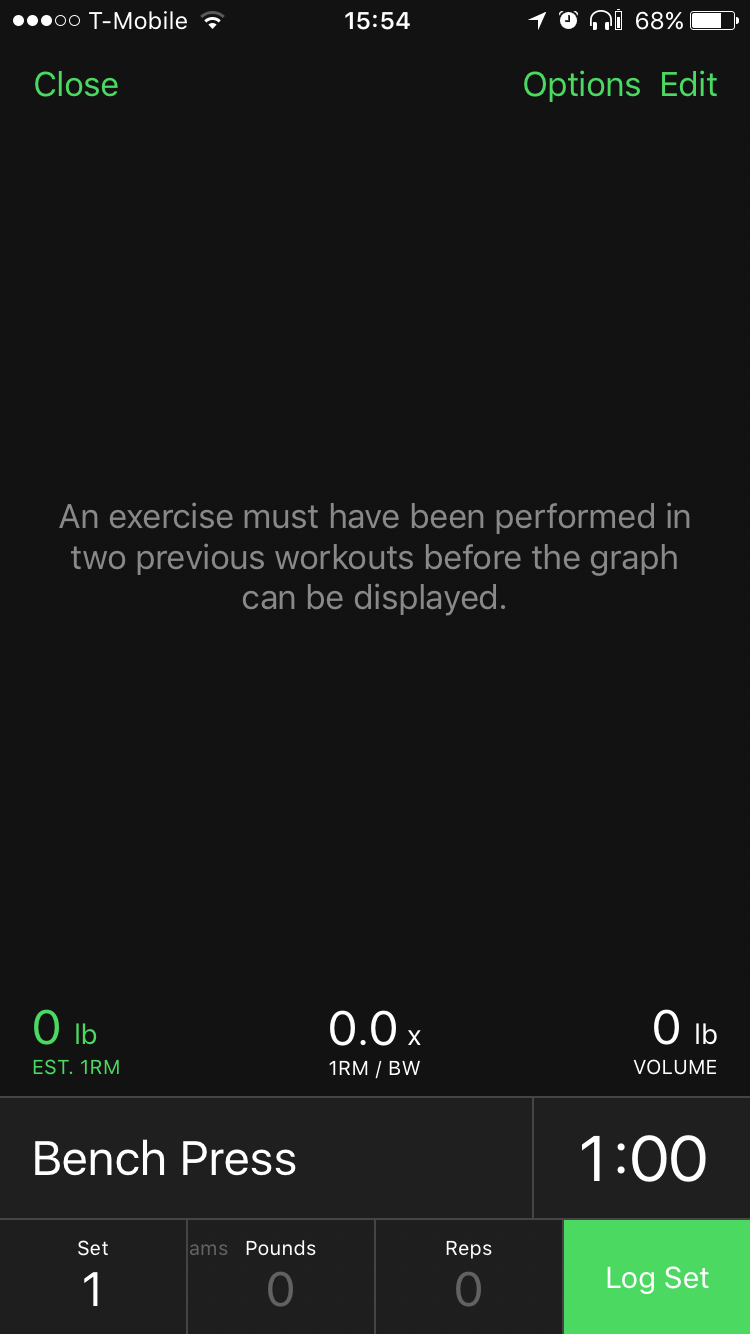 T-Mobile 15:54 68%
Close Options Edit
An exercise must have been performed in
two previous workouts before the graph
can be displayed.
0 lb 0.0 x 0 lb
EST. 1RM 1RM / BW VOLUME
Bench Press 1:00
Set ams Pounds Reps
1 0 0 Log Set